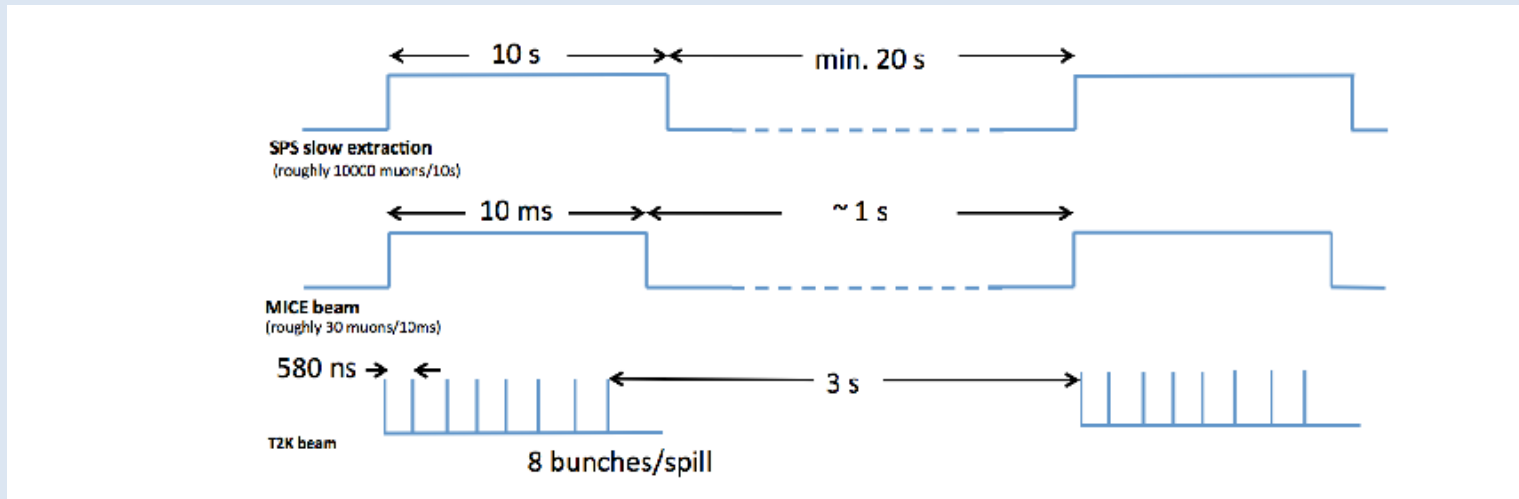 10 s
min. 20 s
SPS slow extraction
(roughly 10000 muons/10s)
10 ms
~ 1 s
MICE beam
(roughly 30 muons/10ms)
580 ns
3 s
T2K beam
8 bunches/spill